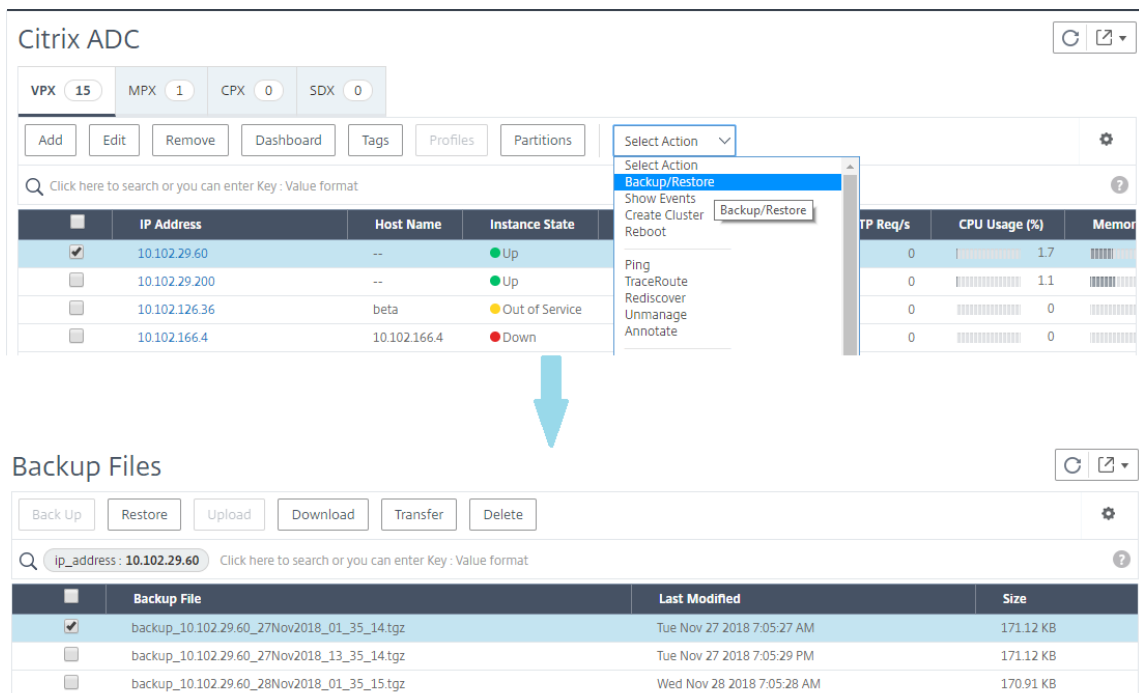 Citrix ADC
VPX 15 MPX 1 CPX 0 SDX 0
Add Edit Remove Dashboard Tags Profiles Partitions Select Action
Select Action
Click here to search or you can enter Key : Value format Backup/Restore
Show Events
Create Cluster Backup/Restore
IP Address Host Name Instance State Reboot TP Req/s CPU Usage (%) Memor
10.102.29.60 -- Up 0 1.7
Ping
10.102.29.200 -- Up TraceRoute 0 1.1
Rediscover
10.102.126.36 beta Out of Service Unmanage 0 0
Annotate
10.102.166.4 10.102.166.4 Down 0 0
Backup Files
Back Up Restore Upload Download Transfer Delete
ip_address : 10.102.29.60 Click here to search or you can enter Key : Value format
Backup File Last Modified Size
backup_10.102.29.60_27Nov2018_01_35_14.tgz Tue Nov 27 2018 7:05:27 AM 171.12 KB
backup_10.102.29.60_27Nov2018_13_35_14.tgz Tue Nov 27 2018 7:05:29 PM 171.12 KB
backup_10.102.29.60_28Nov2018_01_35_15.tgz Wed Nov 28 2018 7:05:28 AM 170.91 KB